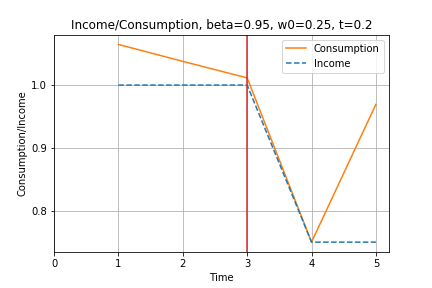 Income/Consumption, beta=0.95, w0=0.25, t=0.2
Consumption
Income
Consumption/Income
1.0
0.9
0.8
0
1
2
3
4
5
Time